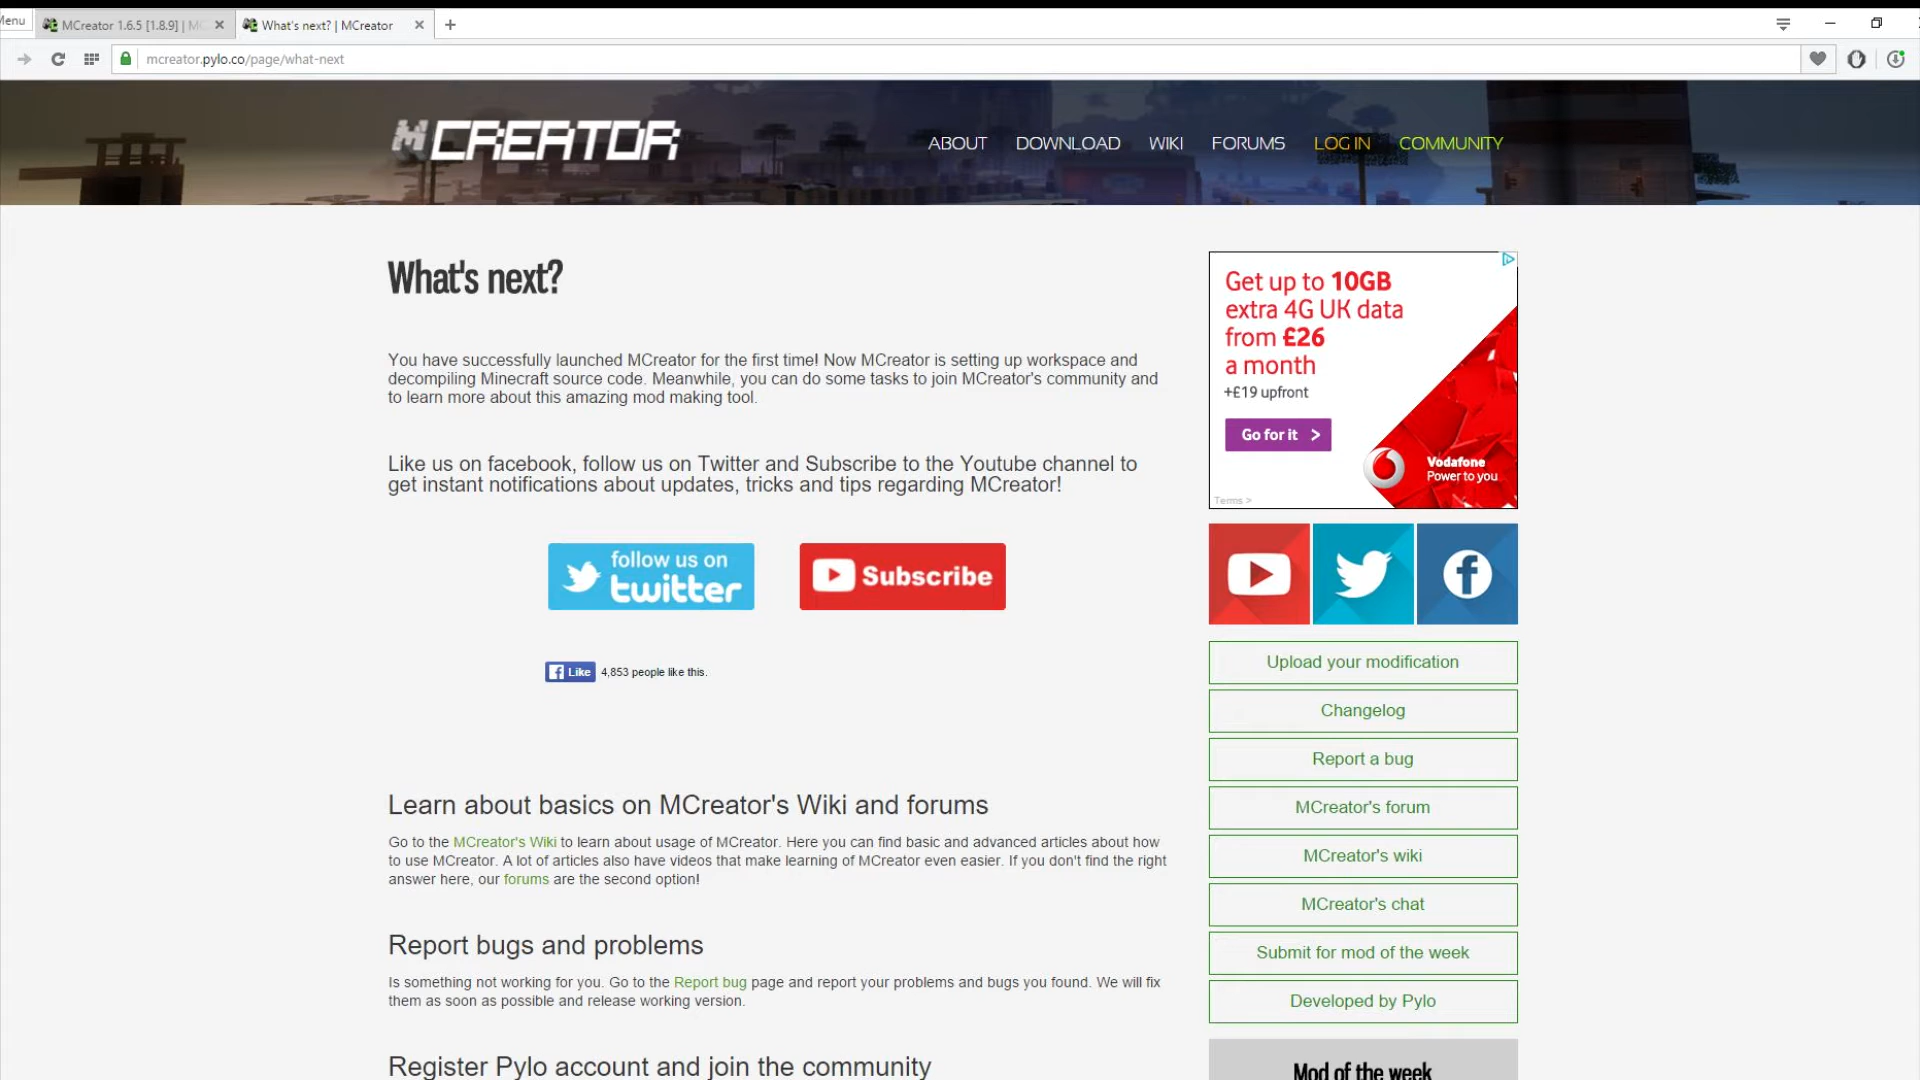 Menu
MCreator 1.6.5 [1.8.9] | MC
What's next? | MCreator
mcreator.pylo.co/page/what-next
MCREATOR
ABOUT
DOWNLOAD
WIKI
FORUMS
LOG IN
COMMUNITY
What's next?
You have successfully launched MCreator for the first time! Now MCreator is setting up workspace and
decompiling Minecraft source code. Meanwhile, you can do some tasks to join MCreator's community and
to learn more about this amazing mod making tool.
Like us on facebook, follow us on Twitter and Subscribe to the Youtube channel to
get instant notifications about updates, tricks and tips regarding MCreator!
follow us on
twitter
Subscribe
Like
4,853 people like this.
Learn about basics on MCreator's Wiki and forums
Go to the MCreator's Wiki to learn about usage of MCreator. Here you can find basic and advanced articles about how
to use MCreator. A lot of articles also have videos that make learning of MCreator even easier. If you don't find the right
answer here, our forums are the second option!
Report bugs and problems
Is something not working for you. Go to the Report bug page and report your problems and bugs you found. We will fix
them as soon as possible and release working version.
Register Pylo account and join the community
Get up to 10GB
extra 4G UK data
from £26
a month
+£19 upfront
Go for it >
Vodafone
Power to you
Terms >
Upload your modification
Changelog
Report a bug
MCreator's forum
MCreator's wiki
MCreator's chat
Submit for mod of the week
Developed by Pylo
Mod of the week